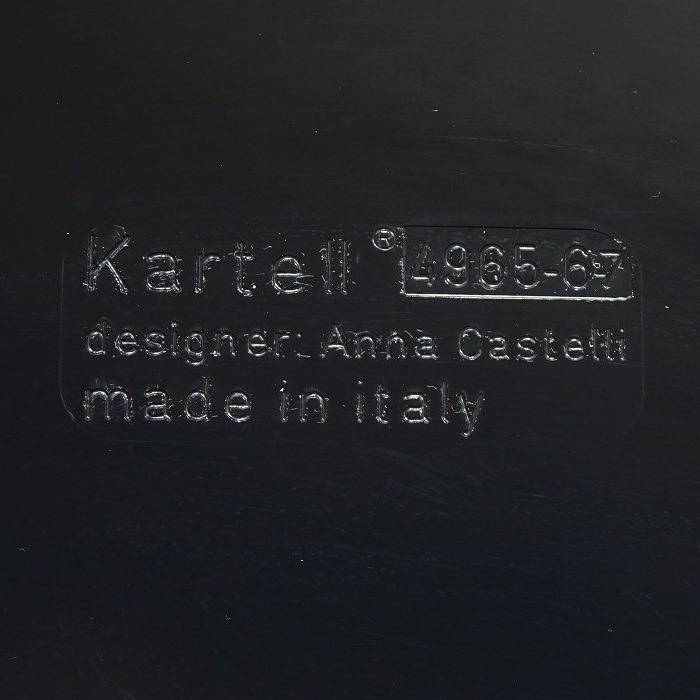 Kartell® 4965-67
designer: Anna Castelli
made in italy